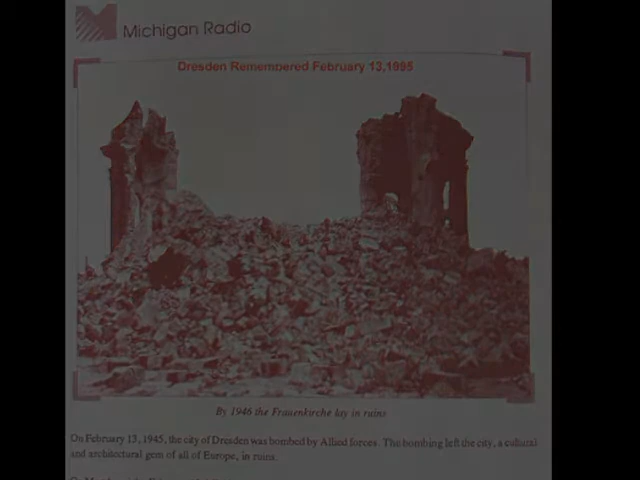 Michigan Radio
Dresden Remembered February 13,1995
By 1946 the Frauenkirche lay in ruins
On February 13, 1945, the city of Dresden was bombed by Allied forces. The bombing left the city, a cultural
and architectural gem of all of Europe, in ruins.